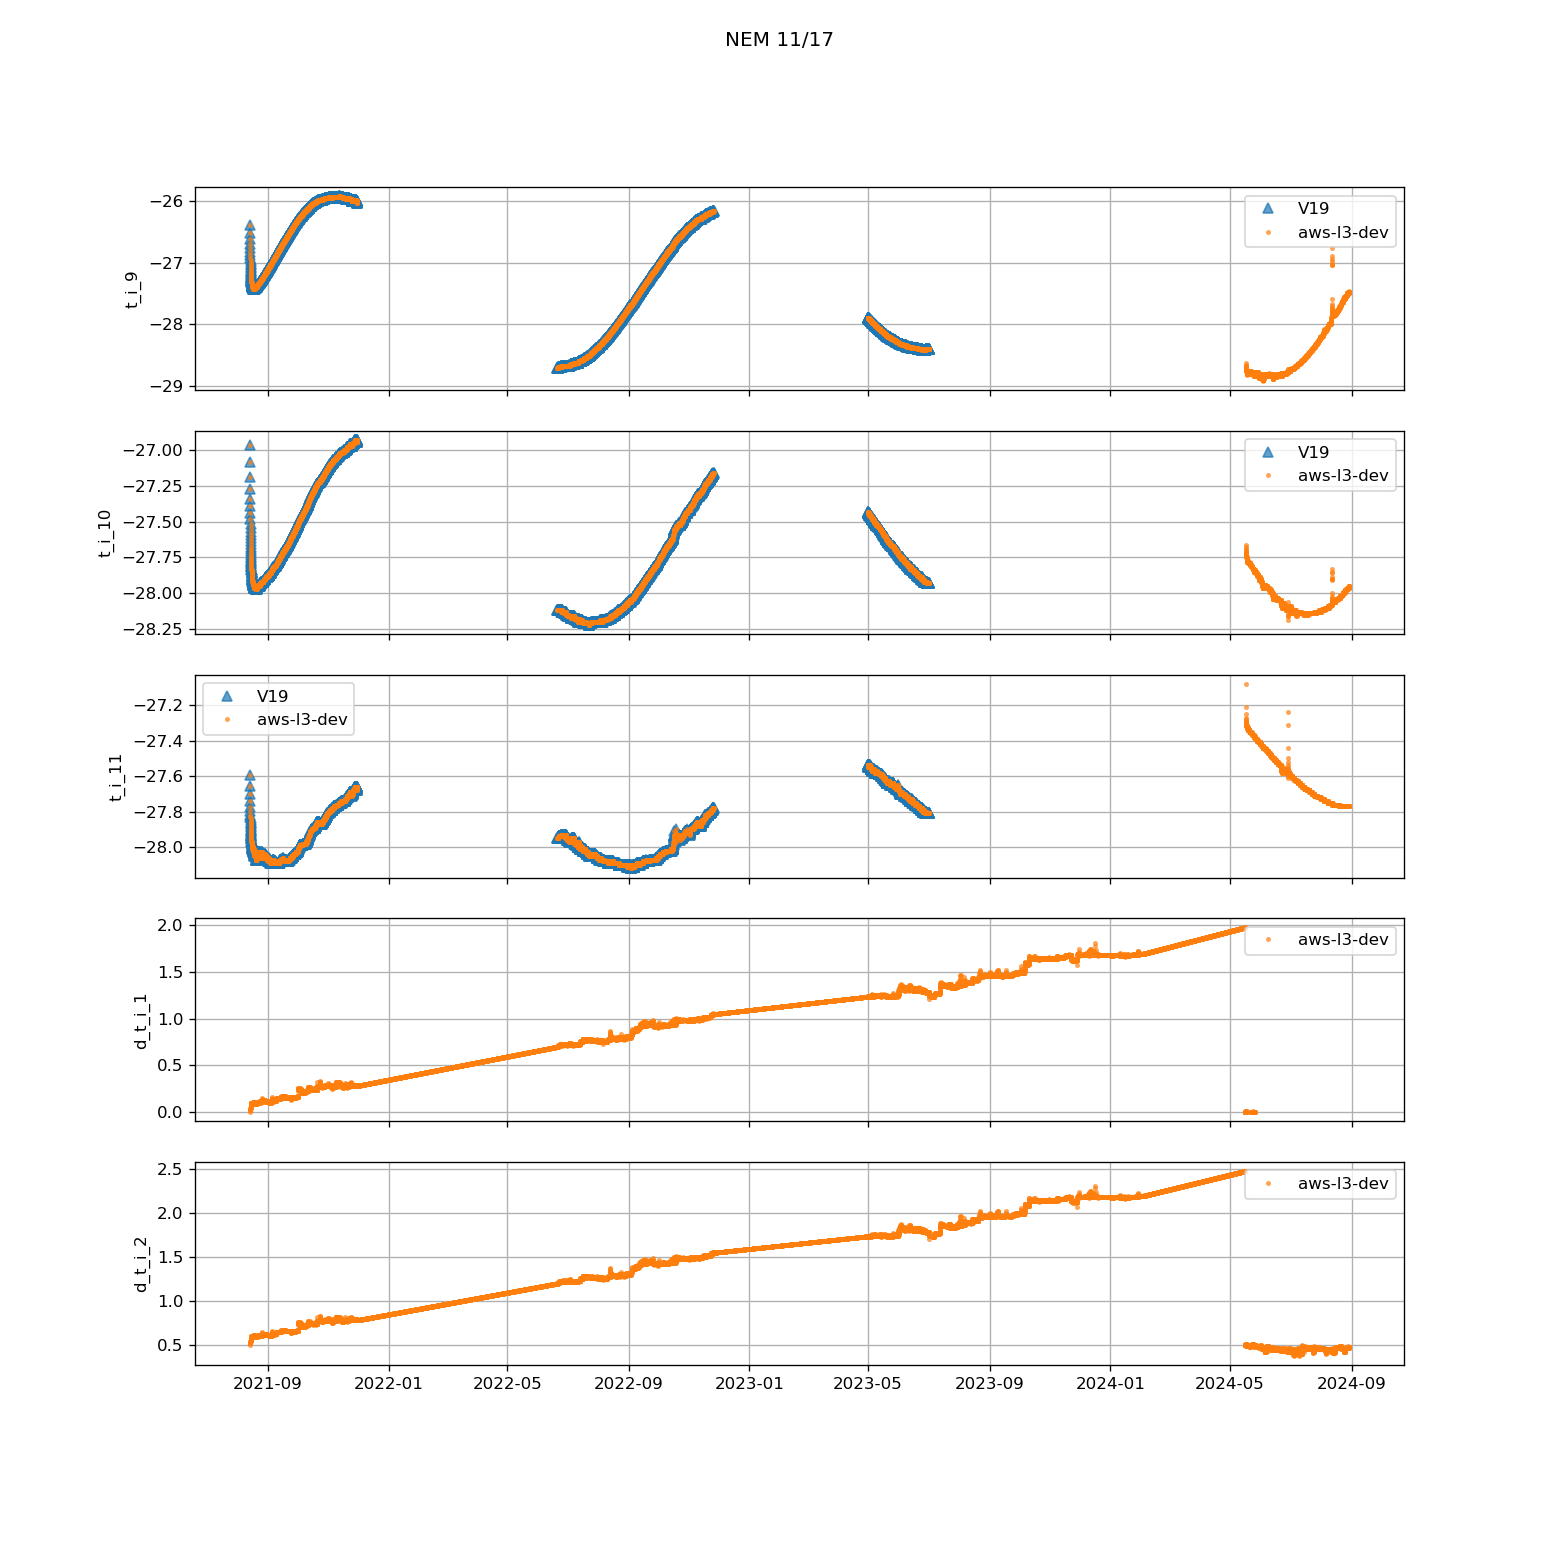 NEM 11/17
−26
−27
−28
−29
t_i_9
V19
aws-l3-dev
−27.00
−27.25
−27.50
−27.75
−28.00
−28.25
t_i_10
V19
aws-l3-dev
−27.2
−27.4
−27.6
−27.8
−28.0
t_i_11
V19
aws-l3-dev
2.0
1.5
1.0
0.5
0.0
d_t_i_1
aws-l3-dev
2.5
2.0
1.5
1.0
0.5
d_t_i_2
aws-l3-dev
2021-09 2022-01 2022-05 2022-09 2023-01 2023-05 2023-09 2024-01 2024-05 2024-09